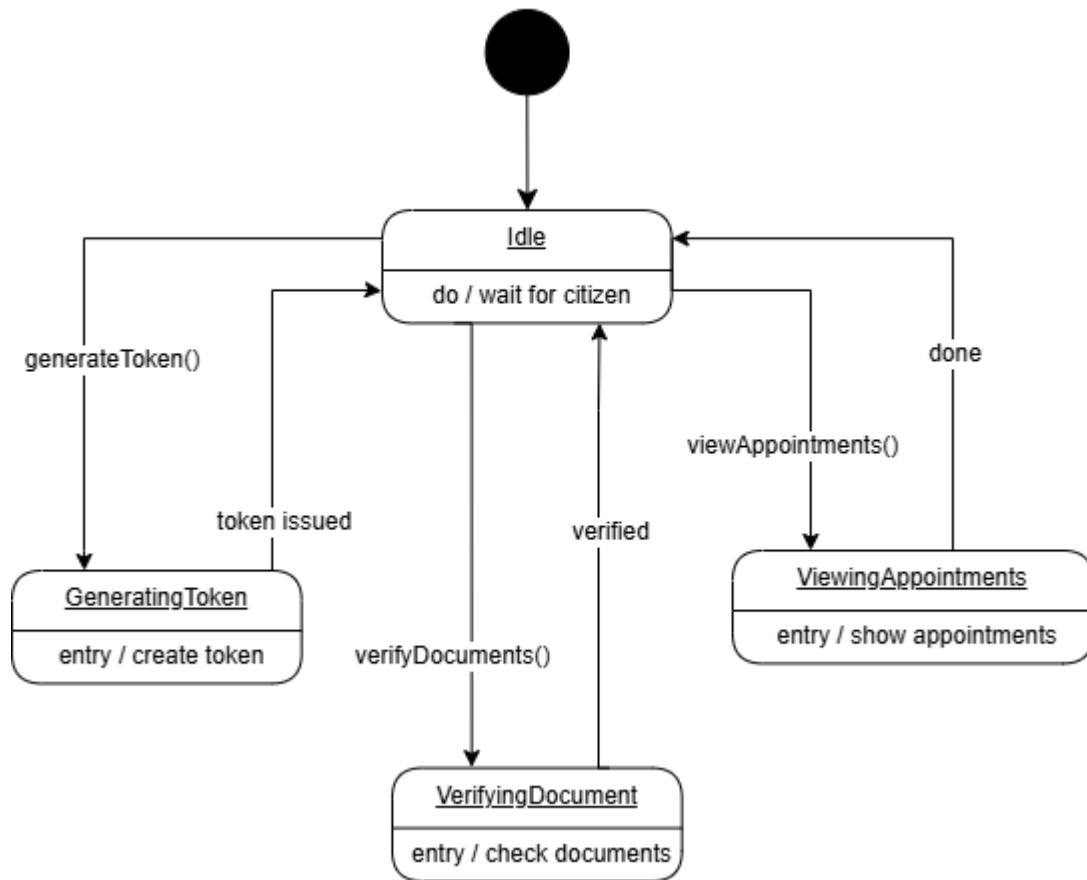 Idle
do / wait for citizen
generateToken()
done
viewAppointments()
token issued
verified
GeneratingToken
entry / create token
ViewingAppointments
entry / show appointments
verifyDocuments()
VerifyingDocument
entry / check documents